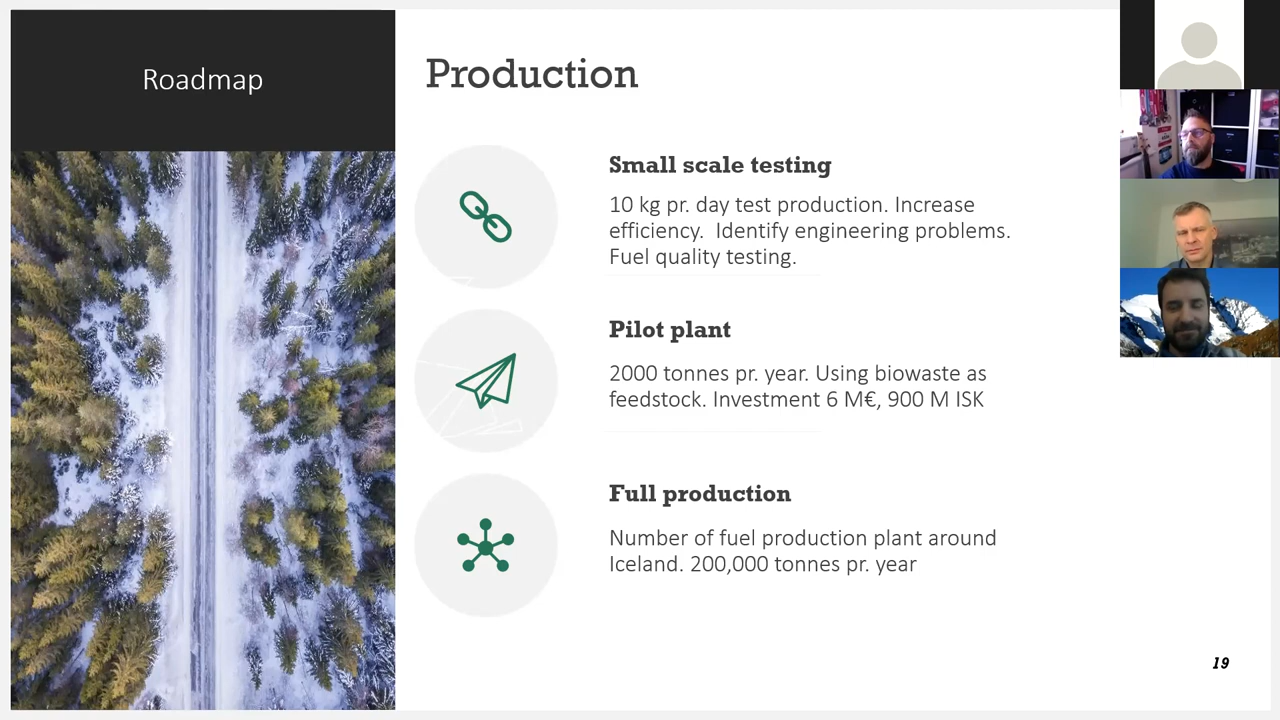 Roadmap
Production
Small scale testing
10 kg pr. day test production. Increase
efficiency.  Identify engineering problems.
Fuel quality testing.
Pilot plant
2000 tonnes pr. year. Using biowaste as
feedstock. Investment 6 M€, 900 M ISK
Full production
Number of fuel production plant around
Iceland. 200,000 tonnes pr. year
19